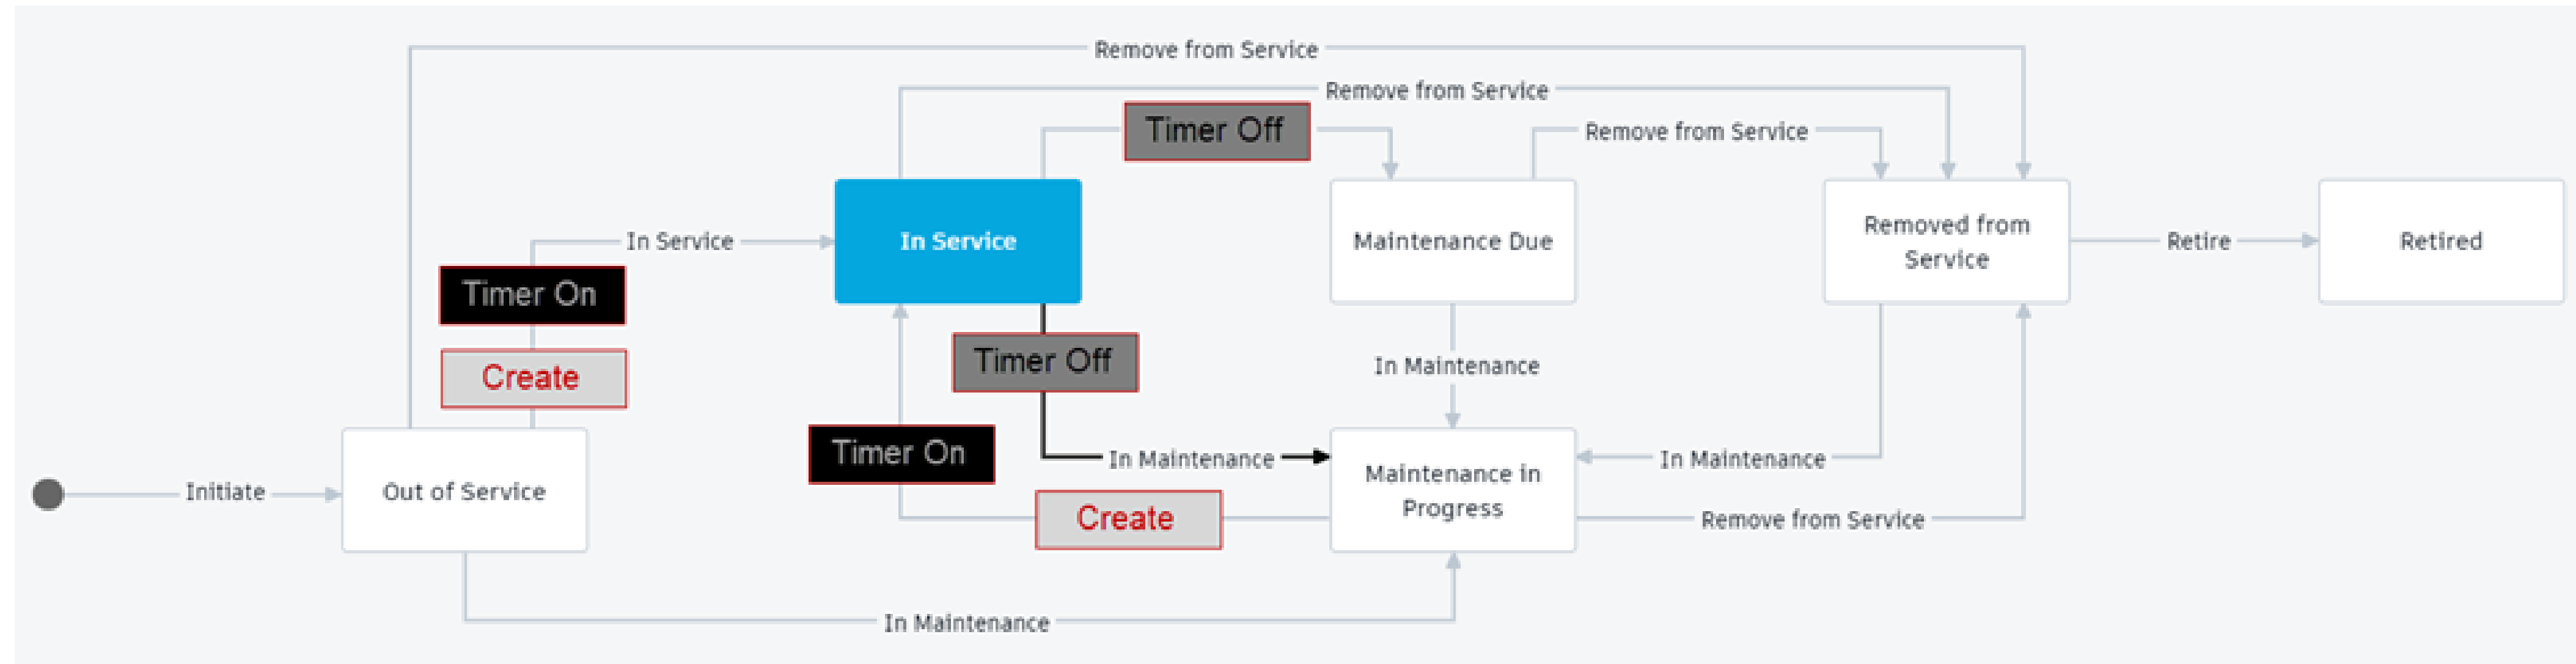 Remove from Service
Remove from Service
Timer Off
Remove from Service
In Service
In Service
Maintenance Due
Removed from
Service
Retire
Retired
Timer On
Create
Timer Off
In Maintenance
Timer On
In Maintenance
Maintenance in
Progress
In Maintenance
Initiate
Out of Service
Create
Remove from Service
In Maintenance